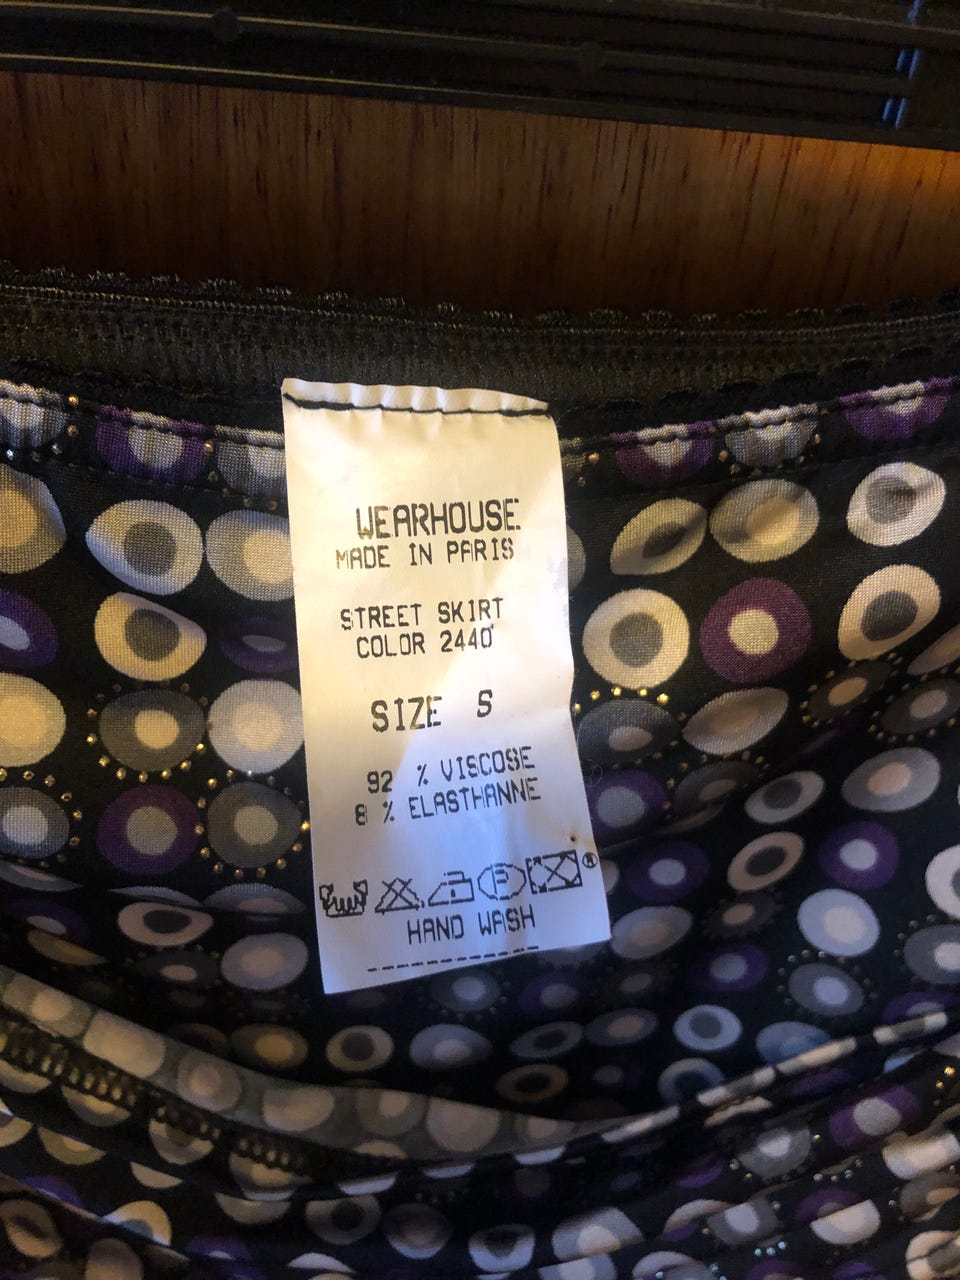 WEARHOUSE
MADE IN PARIS
STREET SKIRT
COLOR 2440
SIZE S
92 % VISCOSE
8 % ELASTHANNE
P ®
HAND WASH